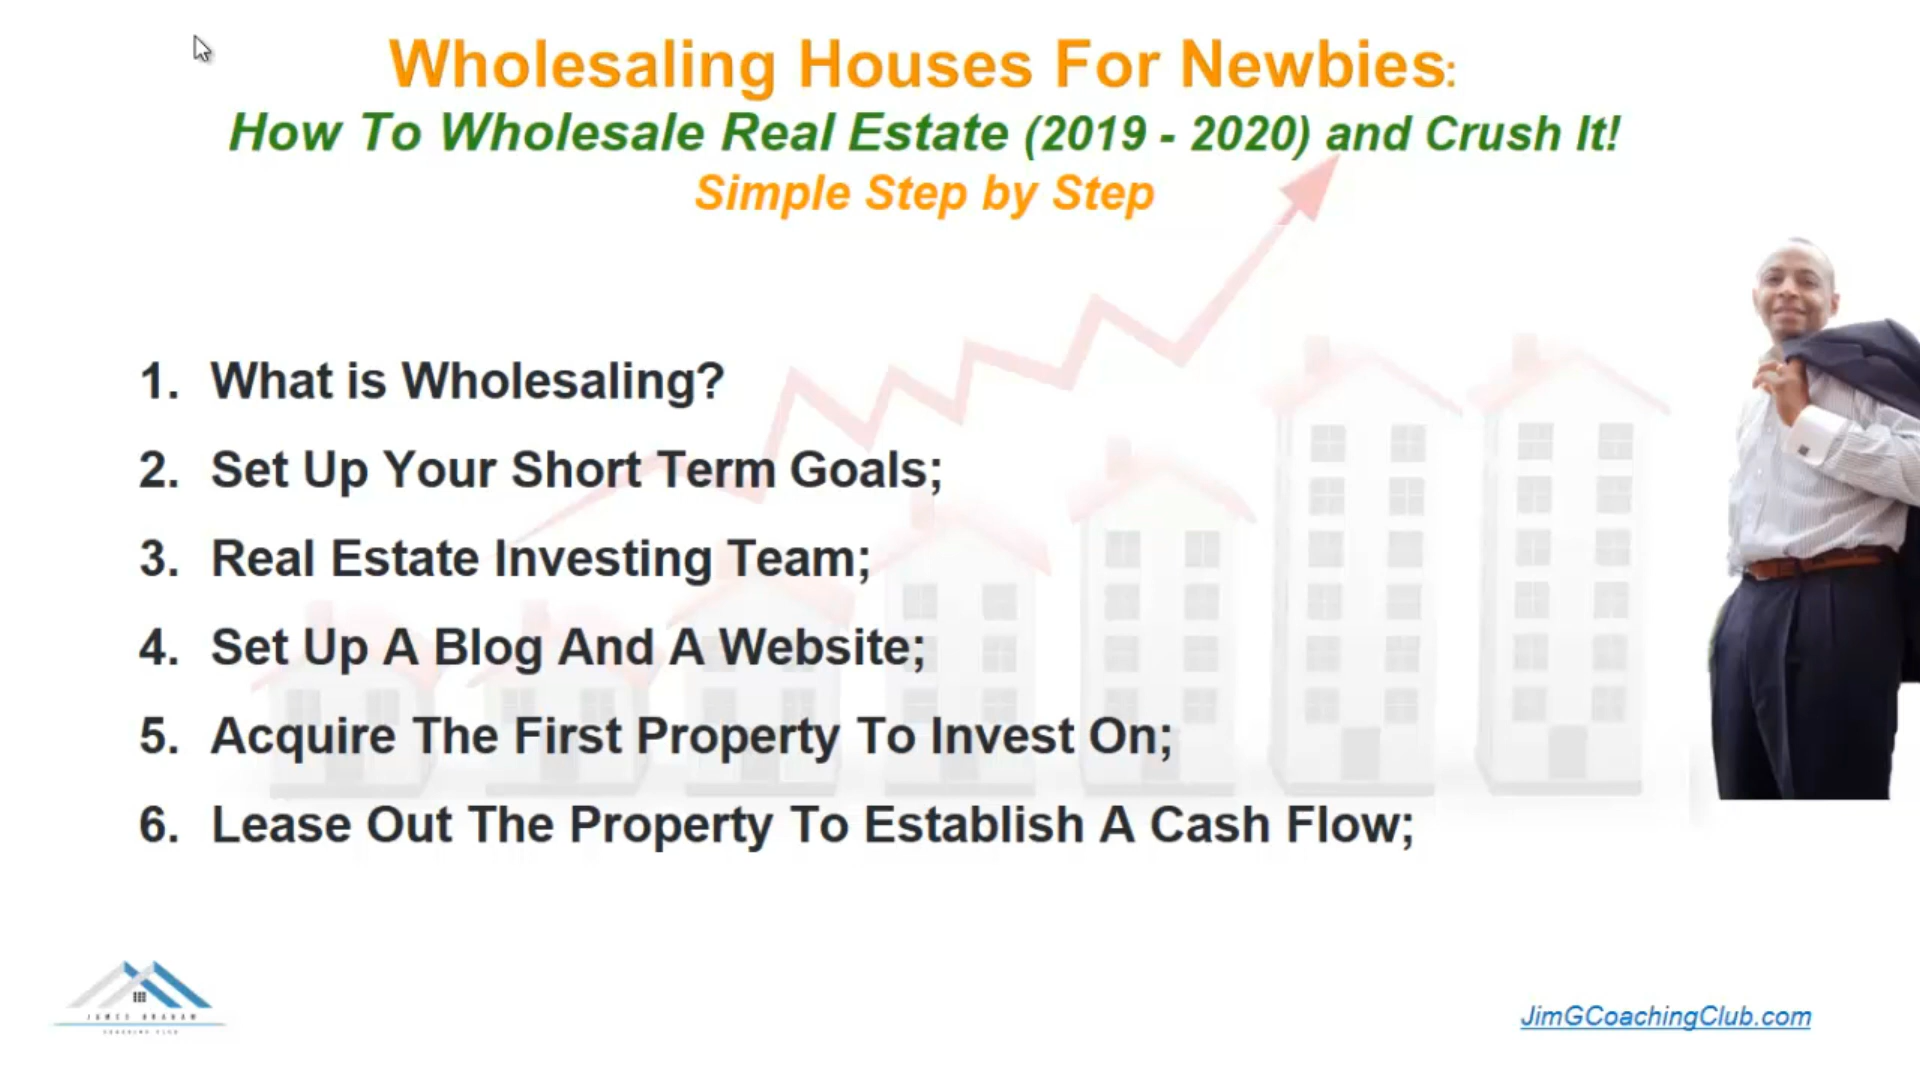 Wholesaling Houses For Newbies:
How To Wholesale Real Estate (2019 - 2020) and Crush It!
Simple Step by Step
1. What is Wholesaling?
2. Set Up Your Short Term Goals;
3. Real Estate Investing Team;
4. Set Up A Blog And A Website;
5. Acquire The First Property To Invest On;
6. Lease Out The Property To Establish A Cash Flow;
JimGCoachingClub.com